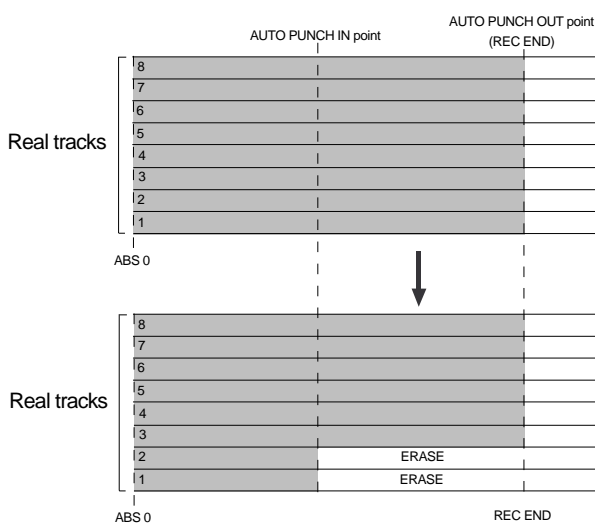 AUTO PUNCH IN point
AUTO PUNCH OUT point
(REC END)
Real tracks
8
7
6
5
4
3
2
1
ABS 0
Real tracks
8
7
6
5
4
3
2 ERASE
1 ERASE
ABS 0
REC END